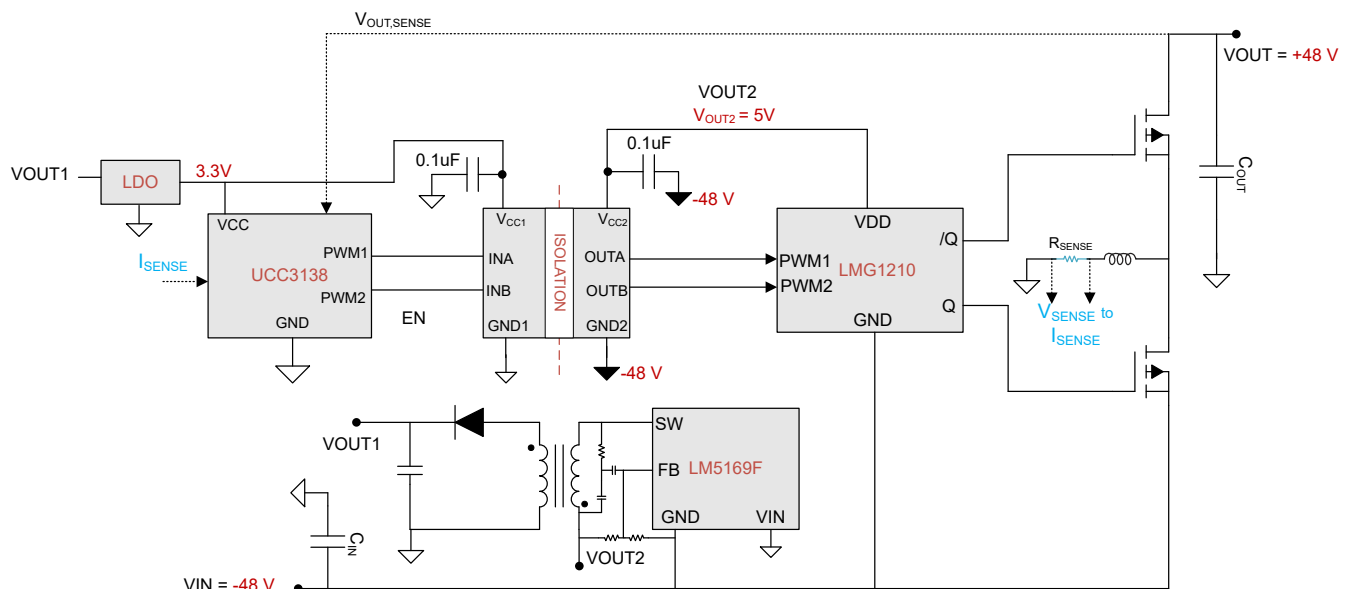 VOUT,SENSE
VOUT = +48 V
VOUT1
LDO
3.3V
0.1uF
VOUT2
VOUT2 = 5V
0.1uF
-48 V
COUT
VCC
PWM1
UCC3138
PWM2
GND
ISENSE
EN
VCC1
INA
INB
GND1
ISOLATION
VCC2
OUTA
OUTB
GND2
-48 V
VDD
PWM1
LMG1210
PWM2
GND
/Q
Q
RSENSE
VSENSE to
ISENSE
VOUT1
SW
FB
LM5169F
GND
VIN
VOUT2
CIN
VIN = -48 V